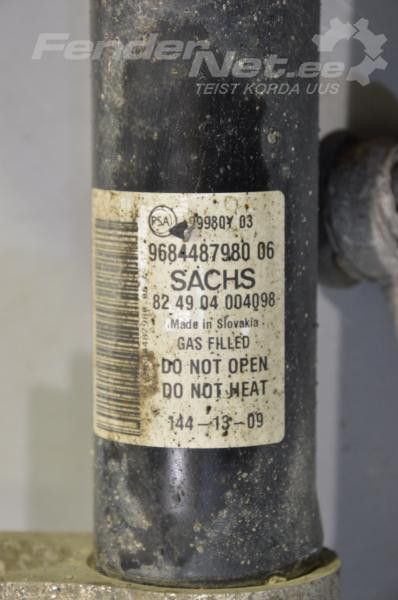 FenderNet.ee
TEIST KORDA UUS
PSA 99980Y 03
9684487980 06
SACHS
82 49 04 004098
Made in Slovakia
GAS FILLED
DO NOT OPEN
DO NOT HEAT
144-13-09